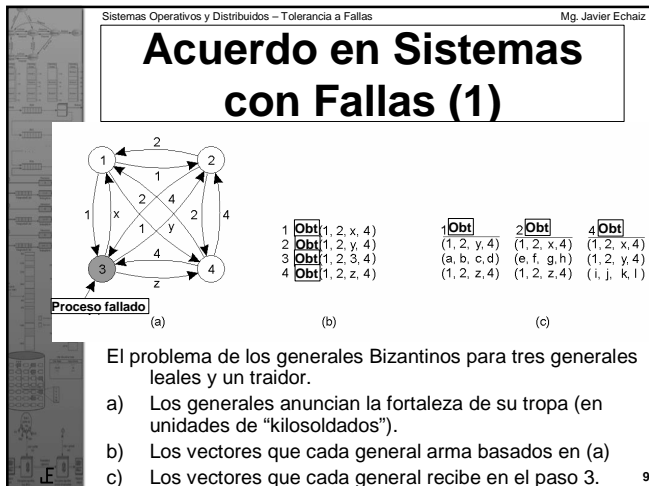 Sistemas Operativos y Distribuidos – Tolerancia a Fallas Mg. Javier Echaiz
Acuerdo en Sistemas
con Fallas (1)
2
1 2
1
2 4
1 x 2 4
1 y
4
3 4
z
Proceso fallado
(a)
1 Obt(1, 2, x, 4)
2 Obt(1, 2, y, 4)
3 Obt(1, 2, 3, 4)
4 Obt(1, 2, z, 4)
(b)
1 Obt 2 Obt 4 Obt
(1, 2, y, 4) (1, 2, x, 4) (1, 2, x, 4)
(a, b, c, d) (e, f, g, h) (1, 2, y, 4)
(1, 2, z, 4) (1, 2, z, 4) (i, j, k, l)
(c)
El problema de los generales Bizantinos para tres generales
leales y un traidor.
a) Los generales anuncian la fortaleza de su tropa (en
unidades de “kilosoldados”).
b) Los vectores que cada general arma basados en (a)
c) Los vectores que cada general recibe en el paso 3.
9
JE